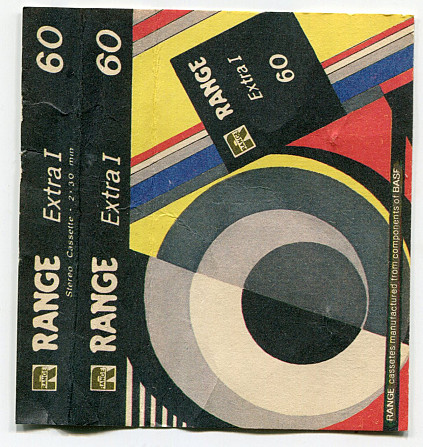 RANGE Extra I 60
Stereo Cassette - 2·30 min
RANGE Extra I 60
RANGE
Extra I
60
RANGE cassetes manufactured from components of BASF